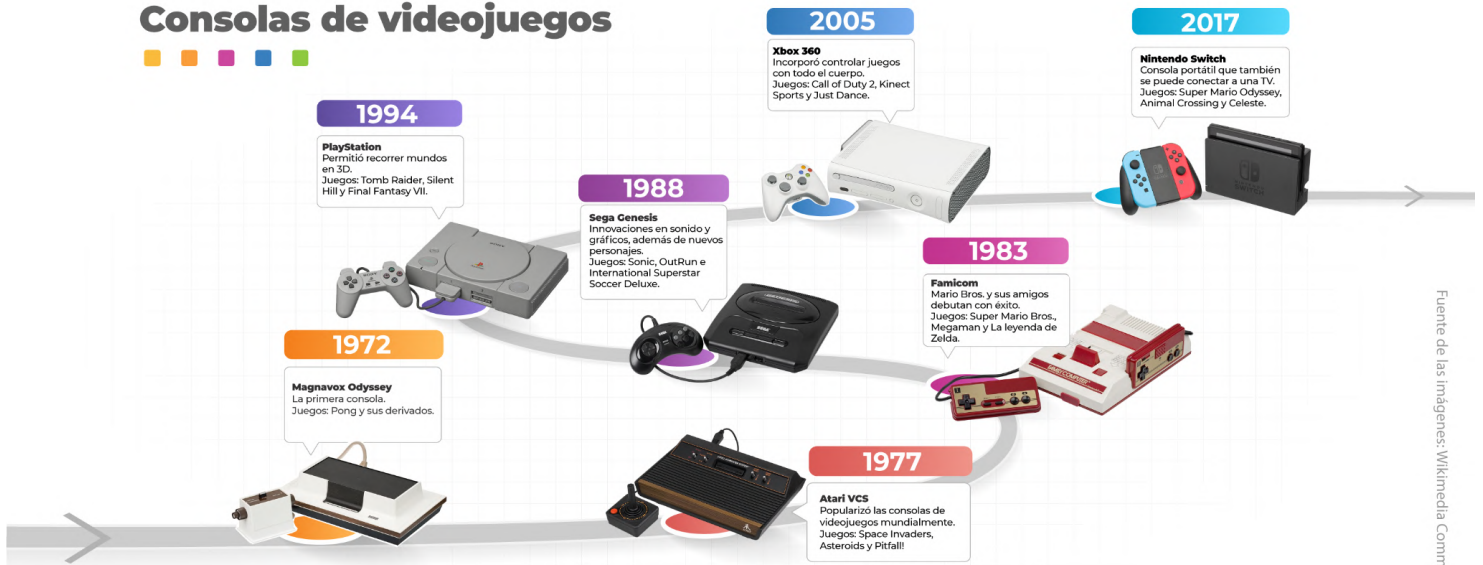 Consolas de videojuegos
1972
Magnavox Odyssey
La primera consola.
Juegos: Pong y sus derivados.
1977
Atari VCS
Popularizó las consolas de
videojuegos mundialmente.
Juegos: Space Invaders,
Asteroids y Pitfall!
1983
Famicom
Mario Bros. y sus amigos
debutan con éxito.
Juegos: Super Mario Bros.,
Megaman y La leyenda de
Zelda.
1988
Sega Genesis
Innovaciones en sonido y
gráficos, además de nuevos
personajes.
Juegos: Sonic, OutRun e
International Superstar
Soccer Deluxe.
1994
PlayStation
Permitió recorrer mundos
en 3D.
Juegos: Tomb Raider, Silent
Hill y Final Fantasy VII.
2005
Xbox 360
Incorporó controlar juegos
con todo el cuerpo.
Juegos: Call of Duty 2, Kinect
Sports y Just Dance.
2017
Nintendo Switch
Consola portátil que también
se puede conectar a una TV.
Juegos: Super Mario Odyssey,
Animal Crossing y Celeste.
Fuente de las imágenes: Wikimedia Comm